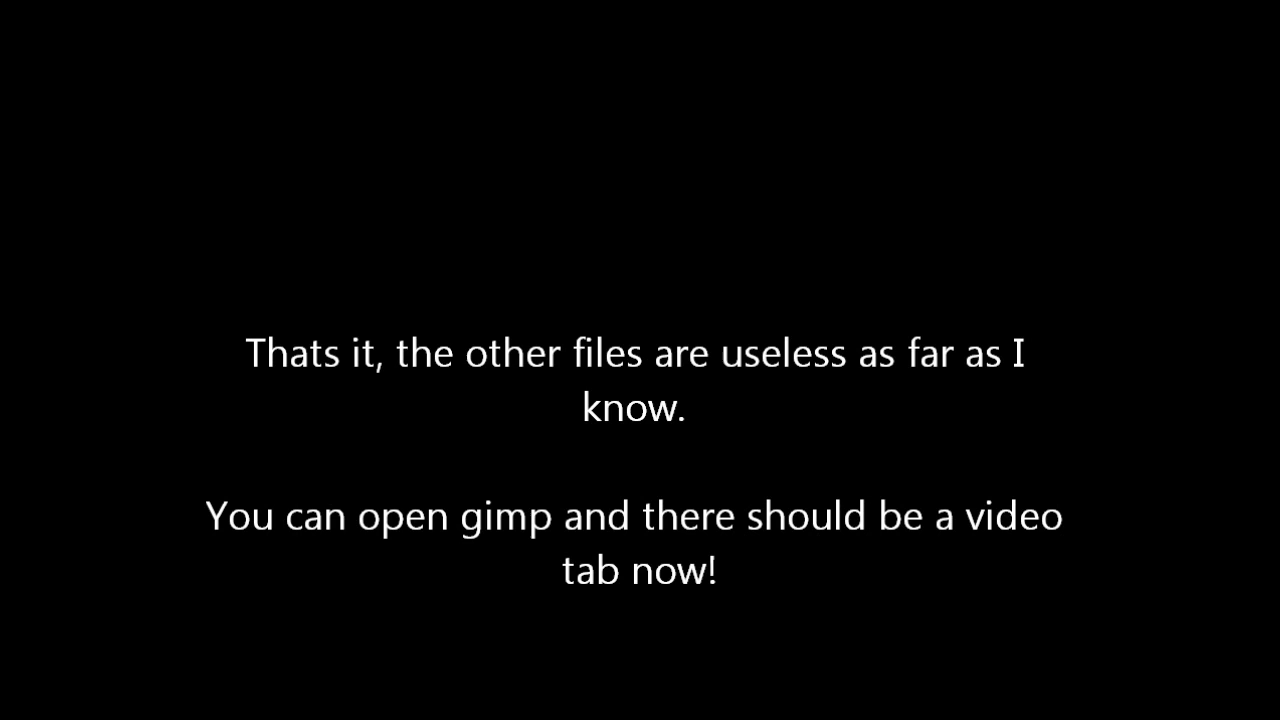 Thats it, the other files are useless as far as I
know.
You can open gimp and there should be a video
tab now!